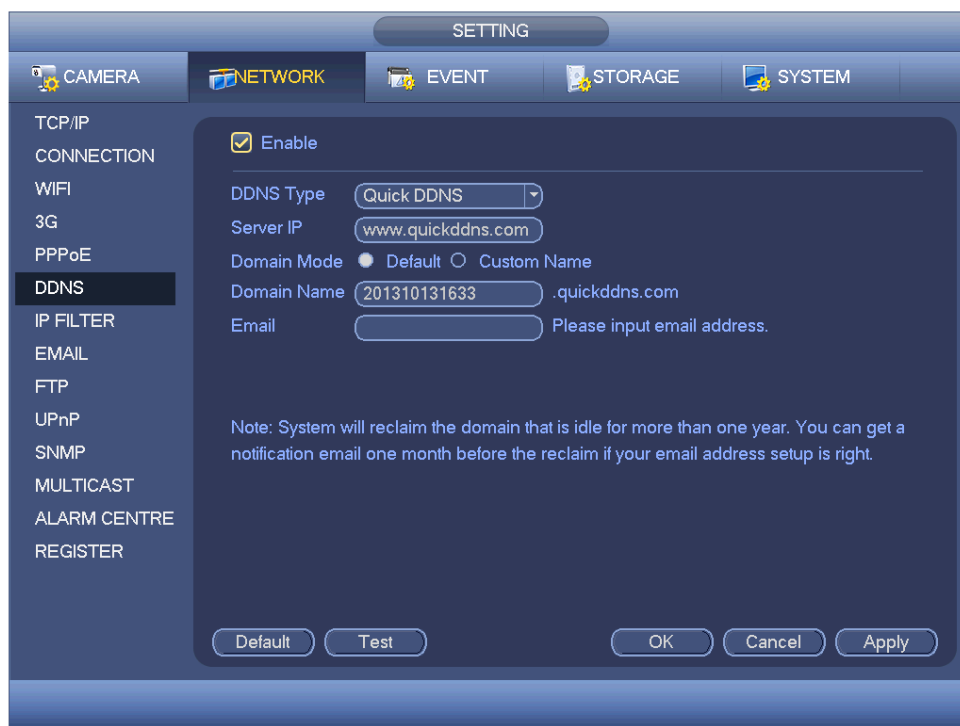 SETTING
CAMERA NETWORK EVENT STORAGE SYSTEM
TCP/IP
CONNECTION
WIFI
3G
PPPoE
DDNS
IP FILTER
EMAIL
FTP
UPnP
SNMP
MULTICAST
ALARM CENTRE
REGISTER
Enable
DDNS Type Quick DDNS
Server IP www.quickddns.com
Domain Mode Default Custom Name
Domain Name 201310131633 .quickddns.com
Email Please input email address.
Note: System will reclaim the domain that is idle for more than one year. You can get a
notification email one month before the reclaim if your email address setup is right.
Default Test OK Cancel Apply